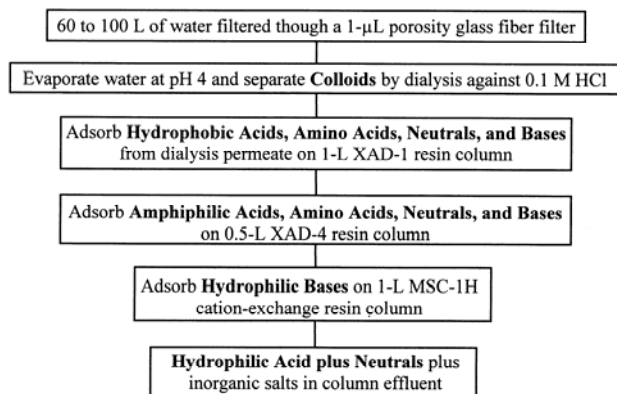 60 to 100 L of water filtered though a 1-µL porosity glass fiber filter
Evaporate water at pH 4 and separate Colloids by dialysis against 0.1 M HCl
Adsorb Hydrophobic Acids, Amino Acids, Neutrals, and Bases
from dialysis permeate on 1-L XAD-1 resin column
Adsorb Amphiphilic Acids, Amino Acids, Neutrals, and Bases
on 0.5-L XAD-4 resin column
Adsorb Hydrophilic Bases on 1-L MSC-1H
cation-exchange resin column
Hydrophilic Acid plus Neutrals plus
inorganic salts in column effluent